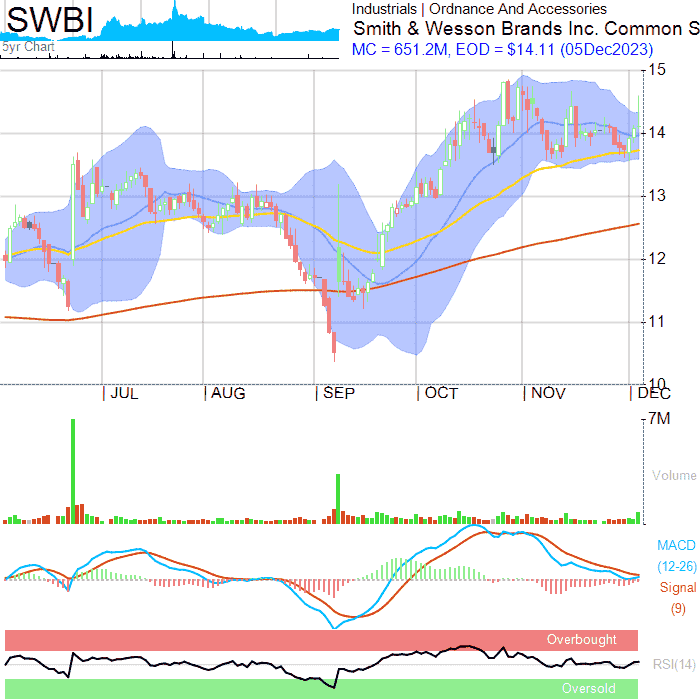 SWBI
5yr Chart
Industrials | Ordnance And Accessories
Smith & Wesson Brands Inc. Common S
MC = 651.2M, EOD = $14.11 (05Dec2023)
15
14
13
12
11
10
JUL
AUG
SEP
OCT
NOV
DEC
7M
Volume
MACD
(12-26)
Signal
(9)
Overbought
RSI(14)
Oversold